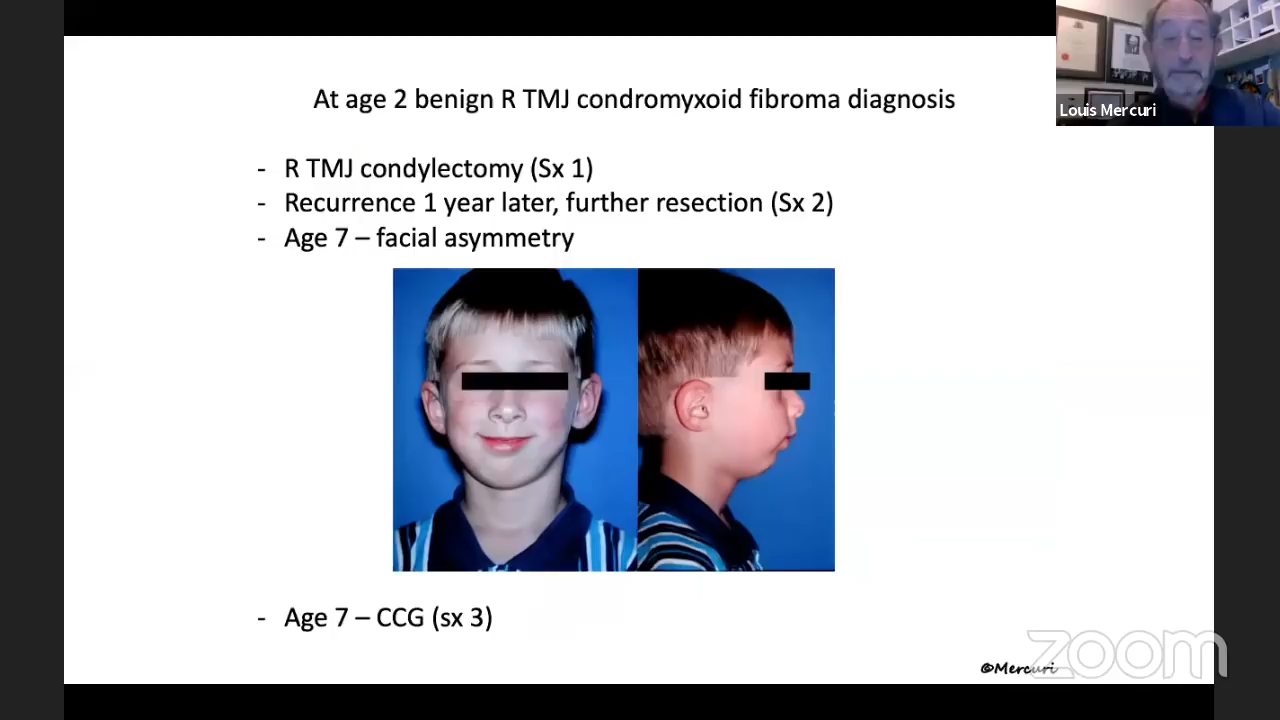 At age 2 benign R TMJ condromyxoid fibroma diagnosis
Louis Mercuri
- R TMJ condylectomy (Sx 1)
- Recurrence 1 year later, further resection (Sx 2)
- Age 7 – facial asymmetry
- Age 7 – CCG (sx 3)
©Mercuri
zoom